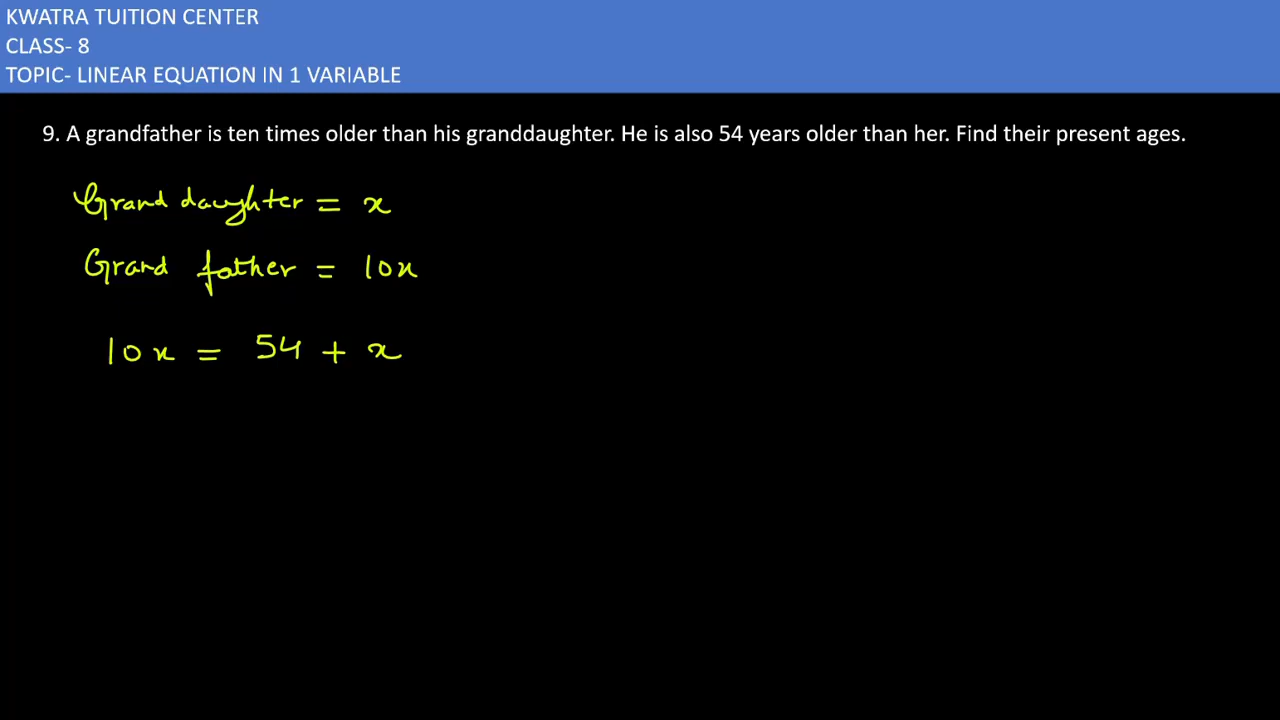 KWATRA TUITION CENTER
CLASS- 8
TOPIC- LINEAR EQUATION IN 1 VARIABLE
9. A grandfather is ten times older than his granddaughter. He is also 54 years older than her. Find their present ages.
Grand daughter = x
Grand father = 10x
10x = 54 + x